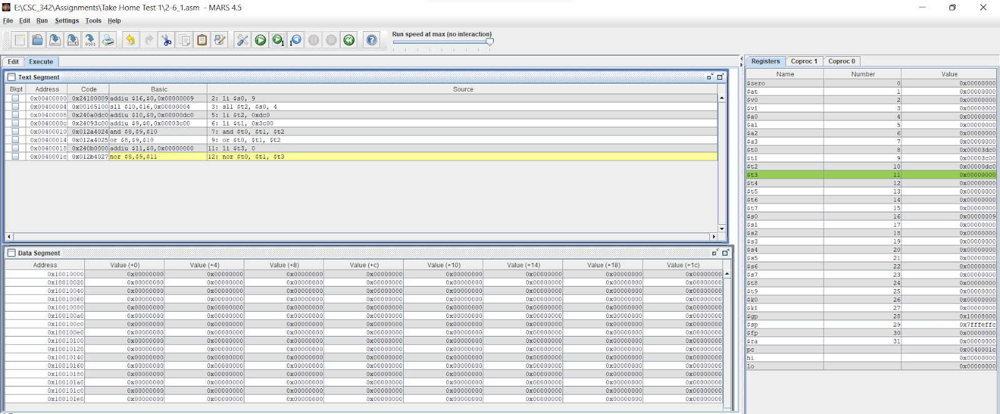 E:\CSC_342\Assignments\Take Home Test 1\2-6_1.asm - MARS 4.5
File Edit Run Settings Tools Help
Run speed at max (no interaction)
Edit Execute
Text Segment
Bkpt Address Code Basic Source
0x00400000 0x24100009 addiu $16,$0,0x00000009 2: li $s0, 9
0x00400004 0x00105100 sll $10,$16,0x00000004 3: sll $t2, $s0, 4
0x00400008 0x240a0dc0 addiu $10,$0,0x00000dc0 5: li $t2, 0xdc0
0x0040000c 0x24093c00 addiu $9,$0,0x00003c00 6: li $t1, 0x3c00
0x00400010 0x012a4024 and $8,$9,$10 7: and $t0, $t1, $t2
0x00400014 0x012a4025 or $8,$9,$10 9: or $t0, $t1, $t2
0x00400018 0x240b0000 addiu $11,$0,0x00000000 11: li $t3, 0
0x0040001c 0x012b4027 nor $8,$9,$11 12: nor $t0, $t1, $t3
Data Segment
Address Value (+0) Value (+4) Value (+8) Value (+c) Value (+10) Value (+14) Value (+18) Value (+1c)
0x10010000 0x00000000 0x00000000 0x00000000 0x00000000 0x00000000 0x00000000 0x00000000 0x00000000
0x10010020 0x00000000 0x00000000 0x00000000 0x00000000 0x00000000 0x00000000 0x00000000 0x00000000
0x10010040 0x00000000 0x00000000 0x00000000 0x00000000 0x00000000 0x00000000 0x00000000 0x00000000
0x10010060 0x00000000 0x00000000 0x00000000 0x00000000 0x00000000 0x00000000 0x00000000 0x00000000
0x10010080 0x00000000 0x00000000 0x00000000 0x00000000 0x00000000 0x00000000 0x00000000 0x00000000
0x100100a0 0x00000000 0x00000000 0x00000000 0x00000000 0x00000000 0x00000000 0x00000000 0x00000000
0x100100c0 0x00000000 0x00000000 0x00000000 0x00000000 0x00000000 0x00000000 0x00000000 0x00000000
0x100100e0 0x00000000 0x00000000 0x00000000 0x00000000 0x00000000 0x00000000 0x00000000 0x00000000
0x10010100 0x00000000 0x00000000 0x00000000 0x00000000 0x00000000 0x00000000 0x00000000 0x00000000
0x10010120 0x00000000 0x00000000 0x00000000 0x00000000 0x00000000 0x00000000 0x00000000 0x00000000
0x10010140 0x00000000 0x00000000 0x00000000 0x00000000 0x00000000 0x00000000 0x00000000 0x00000000
0x10010160 0x00000000 0x00000000 0x00000000 0x00000000 0x00000000 0x00000000 0x00000000 0x00000000
0x10010180 0x00000000 0x00000000 0x00000000 0x00000000 0x00000000 0x00000000 0x00000000 0x00000000
0x100101a0 0x00000000 0x00000000 0x00000000 0x00000000 0x00000000 0x00000000 0x00000000 0x00000000
0x100101c0 0x00000000 0x00000000 0x00000000 0x00000000 0x00000000 0x00000000 0x00000000 0x00000000
0x100101e0 0x00000000 0x00000000 0x00000000 0x00000000 0x00000000 0x00000000 0x00000000 0x00000000
Registers Coproc 1 Coproc 0
Name Number Value
$zero 0 0x00000000
$at 1 0x00000000
$v0 2 0x00000000
$v1 3 0x00000000
$a0 4 0x00000000
$a1 5 0x00000000
$a2 6 0x00000000
$a3 7 0x00000000
$t0 8 0x00003dc0
$t1 9 0x00003c00
$t2 10 0x00000dc0
$t3 11 0x00000000
$t4 12 0x00000000
$t5 13 0x00000000
$t6 14 0x00000000
$t7 15 0x00000000
$s0 16 0x00000009
$s1 17 0x00000000
$s2 18 0x00000000
$s3 19 0x00000000
$s4 20 0x00000000
$s5 21 0x00000000
$s6 22 0x00000000
$s7 23 0x00000000
$t8 24 0x00000000
$t9 25 0x00000000
$k0 26 0x00000000
$k1 27 0x00000000
$gp 28 0x10008000
$sp 29 0x7fffeffc
$fp 30 0x00000000
$ra 31 0x00000000
pc 0x0040001c
hi 0x00000000
lo 0x00000000